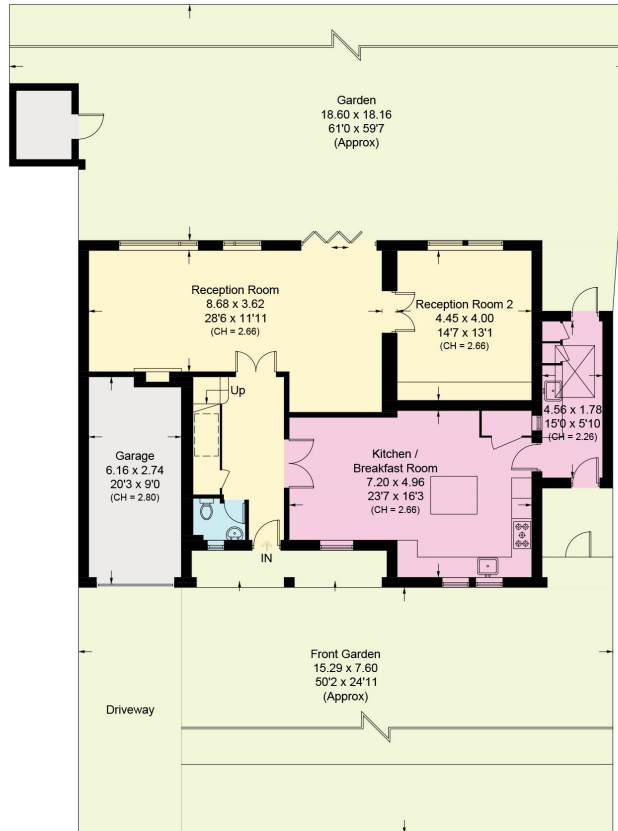 Garden
18.60 x 18.16
61'0 x 59'7
(Approx)
Reception Room
8.68 x 3.62
28'6 x 11'11
(CH = 2.66)
Reception Room 2
4.45 x 4.00
14'7 x 13'1
(CH = 2.66)
Up
4.56 x 1.78
15'0 x 5'10
(CH = 2.26)
Garage
6.16 x 2.74
20'3 x 9'0
(CH = 2.80)
Kitchen /
Breakfast Room
7.20 x 4.96
23'7 x 16'3
(CH = 2.66)
IN
Front Garden
15.29 x 7.60
50'2 x 24'11
(Approx)
Driveway